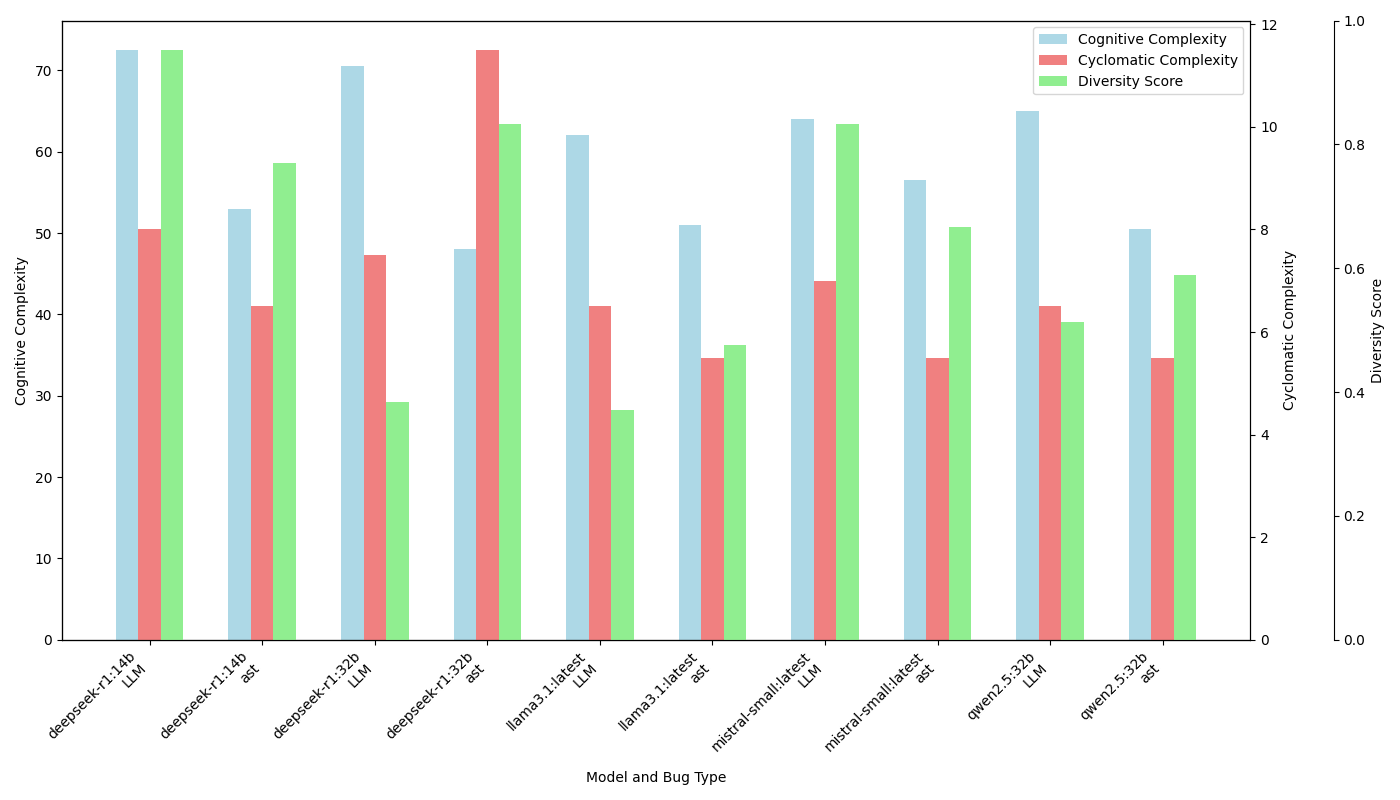 Cognitive Complexity
Cyclomatic Complexity
Diversity Score
Cognitive Complexity
70
60
50
40
30
20
10
0
12
10
8
6
4
2
0
Cyclomatic Complexity
1.0
0.8
0.6
0.4
0.2
0.0
Diversity Score
deepseek-r1:14b
LLM
deepseek-r1:14b
ast
deepseek-r1:32b
LLM
deepseek-r1:32b
ast
llama3.1:latest
LLM
llama3.1:latest
ast
mistral-small:latest
LLM
mistral-small:latest
ast
qwen2.5:32b
LLM
qwen2.5:32b
ast
Model and Bug Type